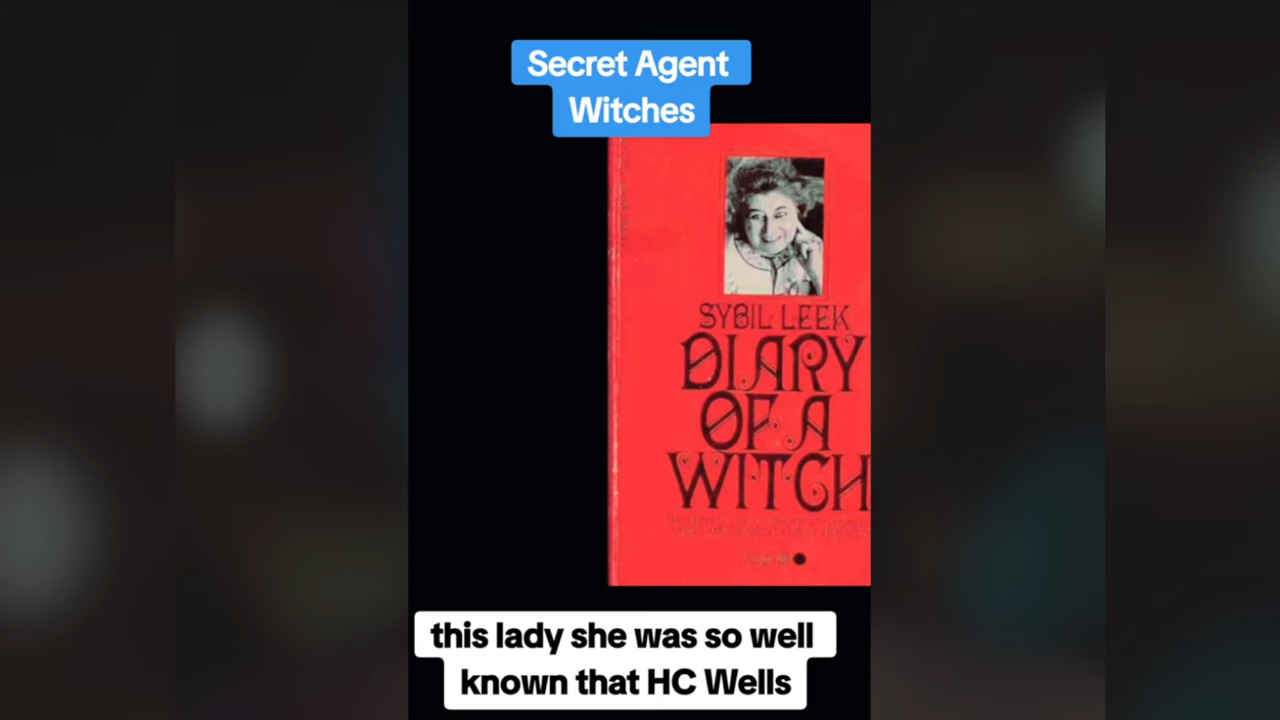 Secret Agent
Witches
SYBIL LEEK
DIARY
OF A
WITCH
this lady she was so well
known that HC Wells